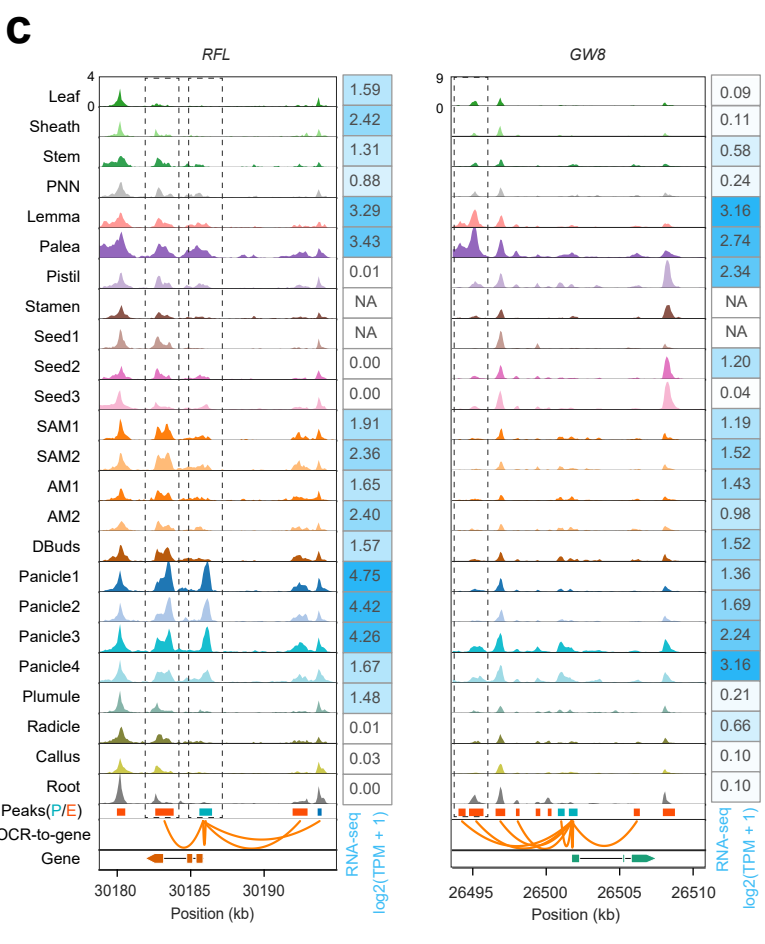 c
RFL GW8
4 9
Leaf 0 1.59 0 0.09
Sheath 2.42 0.11
Stem 1.31 0.58
PNN 0.88 0.24
Lemma 3.29 3.16
Palea 3.43 2.74
Pistil 0.01 2.34
Stamen NA NA
Seed1 NA NA
Seed2 0.00 1.20
Seed3 0.00 0.04
SAM1 1.91 1.19
SAM2 2.36 1.52
AM1 1.65 1.43
AM2 2.40 0.98
DBuds 1.57 1.52
Panicle1 4.75 1.36
Panicle2 4.42 1.69
Panicle3 4.26 2.24
Panicle4 1.67 3.16
Plumule 1.48 0.21
Radicle 0.01 0.66
Callus 0.03 0.10
Root 0.00 0.10
Peaks(P/E)
OCR-to-gene
Gene
RNA-seq
log2(TPM + 1)
RNA-seq
log2(TPM + 1)
30180 30185 30190 26495 26500 26505 26510
Position (kb) Position (kb)